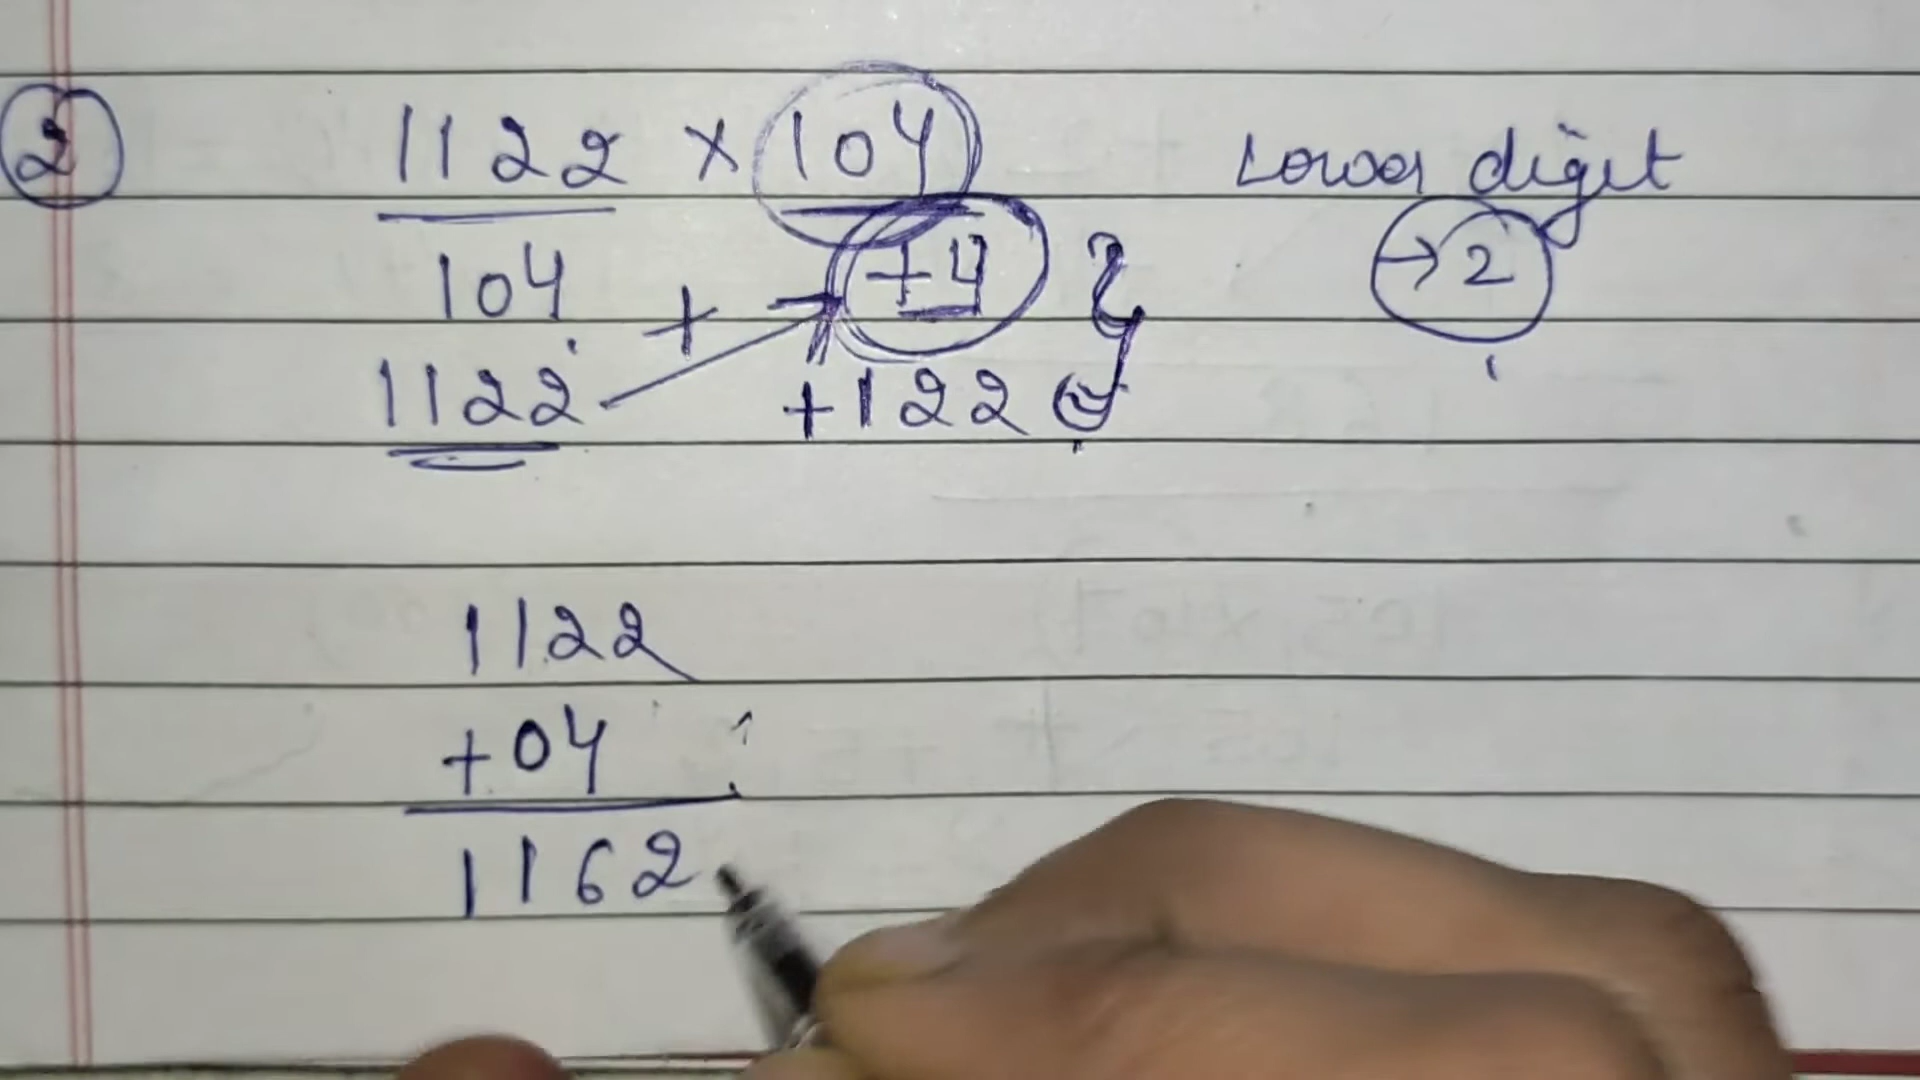 2 1122 × 104 Lower digit
104 + +4 → 2
1122 +122
1122
+04
1162